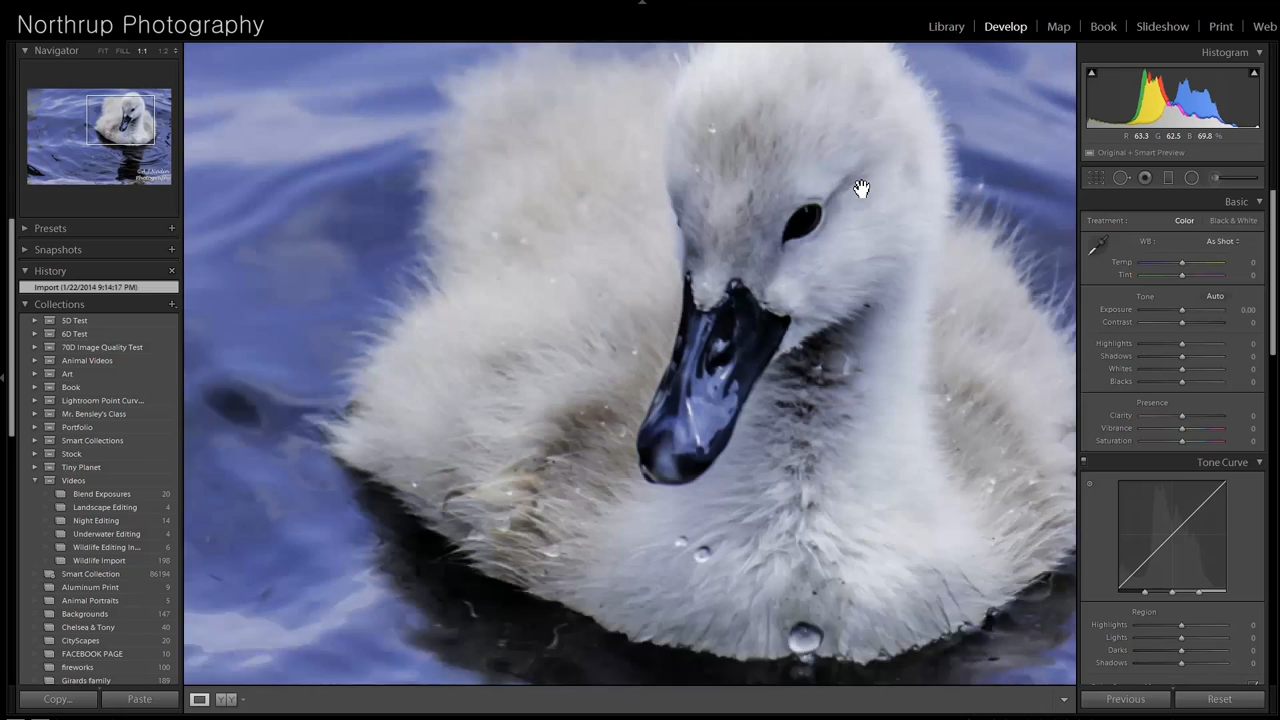 Northrup Photography
Library Develop Map Book Slideshow Print Web
Navigator FIT FILL 1:1 1:2
Presets
Snapshots
History
Import (1/22/2014 9:14:17 PM)
Collections
5D Test
6D Test
70D Image Quality Test
Animal Videos
Art
Book
Lightroom Point Curv...
Mr. Bensley's Class
Portfolio
Smart Collections
Stock
Tiny Planet
Videos
Blend Exposures 20
Landscape Editing 4
Night Editing 14
Underwater Editing 4
Wildlife Editing In... 6
Wildlife Import 198
Smart Collection 86194
Aluminum Print 9
Animal Portraits 5
Backgrounds 147
Chelsea & Tony 40
CityScapes 20
FACEBOOK PAGE 10
fireworks 100
Girards family 4
Copy... Paste
Histogram
R 63.3 G 62.5 B 69.8 %
Original + Smart Preview
Basic
Treatment: Color Black & White
WB: As Shot
Temp 0
Tint 0
Tone Auto
Exposure 0.00
Contrast 0
Highlights 0
Shadows 0
Whites 0
Blacks 0
Presence
Clarity 0
Vibrance 0
Saturation 0
Tone Curve
Region
Highlights 0
Lights 0
Darks 0
Shadows 0
Previous Reset